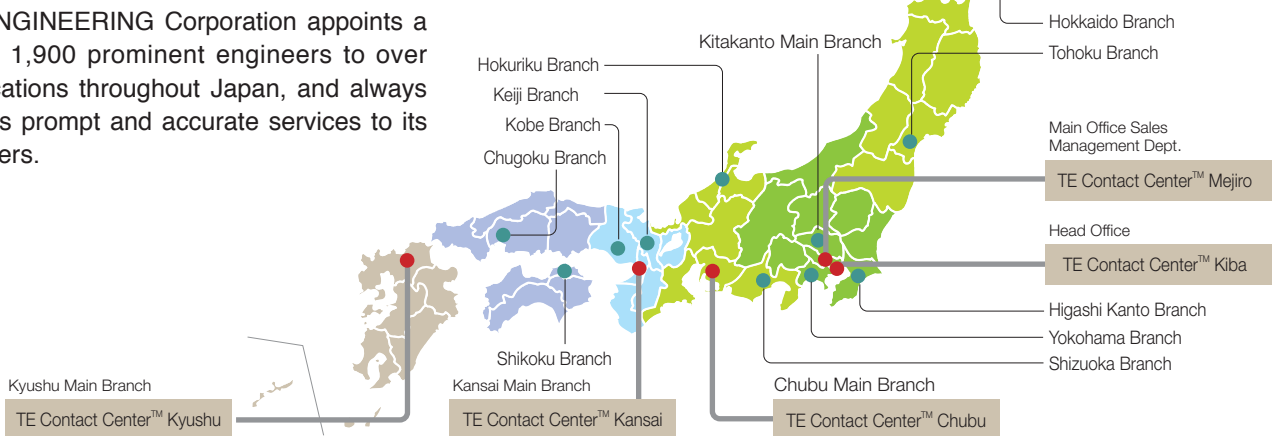 NGINEERING Corporation appoints a
1,900 prominent engineers to over
cations throughout Japan, and always
s prompt and accurate services to its
ers.
Hokkaido Branch
Kitakanto Main Branch
Tohoku Branch
Hokuriku Branch
Keiji Branch
Kobe Branch
Chugoku Branch
Main Office Sales
Management Dept.
TE Contact Center™ Mejiro
Head Office
TE Contact Center™ Kiba
Higashi Kanto Branch
Yokohama Branch
Shizuoka Branch
Shikoku Branch
Kyushu Main Branch
TE Contact Center™ Kyushu
Kansai Main Branch
TE Contact Center™ Kansai
Chubu Main Branch
TE Contact Center™ Chubu